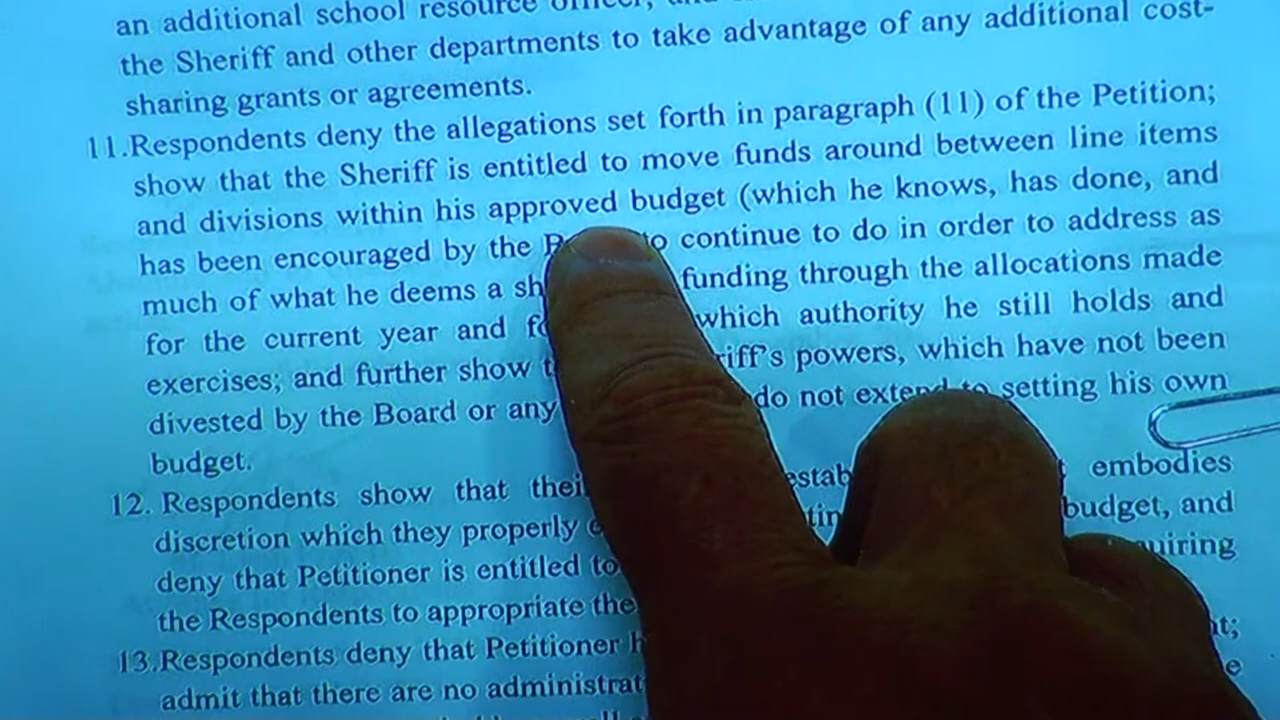 an additional school resource officer,
the Sheriff and other departments to take advantage of any additional cost-
sharing grants or agreements.
11.Respondents deny the allegations set forth in paragraph (11) of the Petition;
show that the Sheriff is entitled to move funds around between line items
and divisions within his approved budget (which he knows, has done, and
has been encouraged by the to continue to do in order to address as
much of what he deems a funding through the allocations made
for the current year and which authority he still holds and
exercises; and further show powers, which have not been
divested by the Board or any do not extend to setting his own
budget.
12. Respondents show that embodies
discretion which they properly budget, and
deny that Petitioner is entitled to
the Respondents to appropriate the
13.Respondents deny that Petitioner
admit that there are no